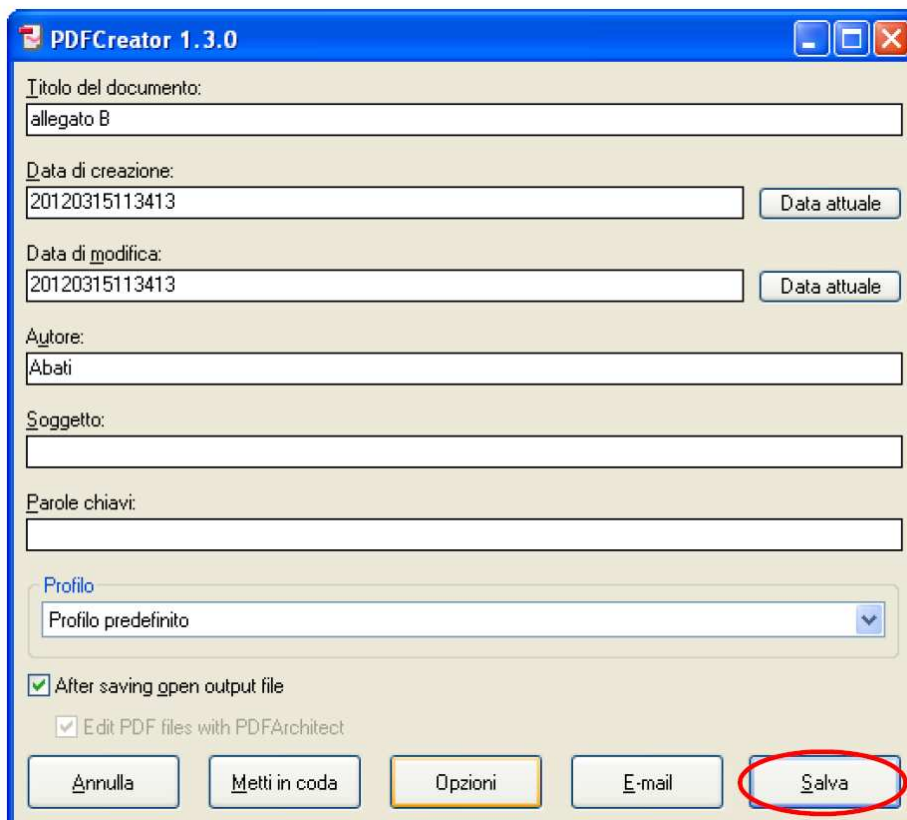 PDFCreator 1.3.0
Titolo del documento:
allegato B
Data di creazione:
20120315113413
Data attuale
Data di modifica:
20120315113413
Data attuale
Autore:
Abati
Soggetto:
Parole chiavi:
Profilo
Profilo predefinito
After saving open output file
Edit PDF files with PDFArchitect
Annulla
Metti in coda
Opzioni
E-mail
Salva